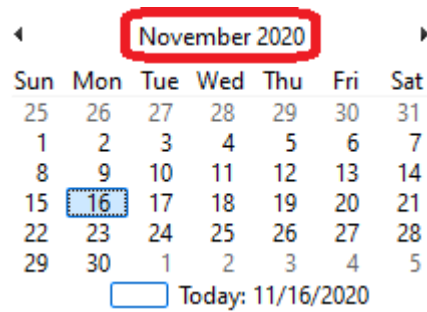 November 2020
Sun Mon Tue Wed Thu Fri Sat
25 26 27 28 29 30 31
1 2 3 4 5 6 7
8 9 10 11 12 13 14
15 16 17 18 19 20 21
22 23 24 25 26 27 28
29 30 1 2 3 4 5
Today: 11/16/2020